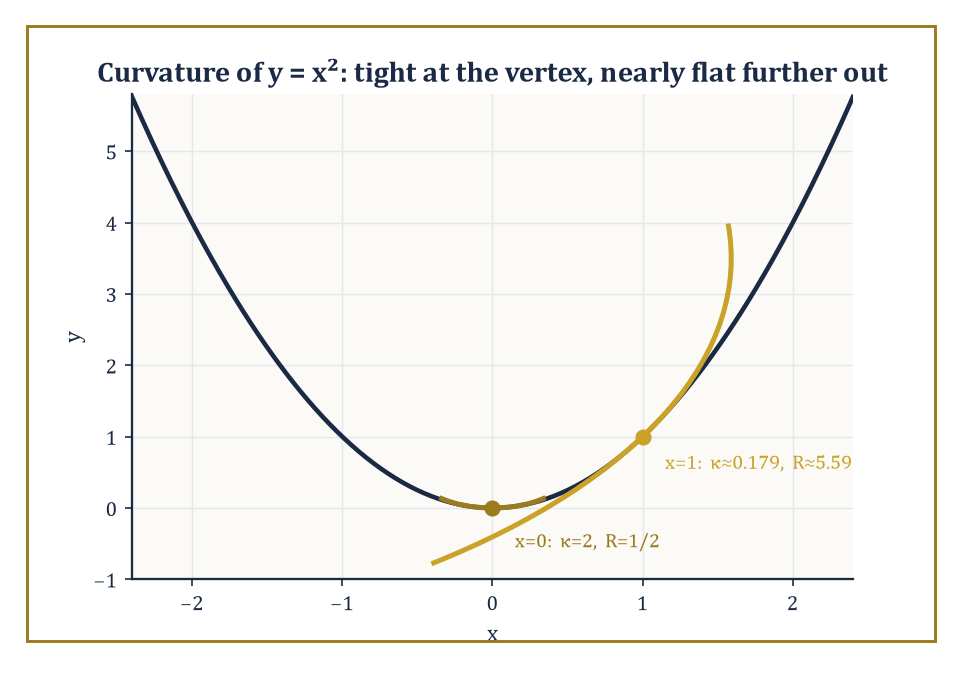 Curvature of y = x²: tight at the vertex, nearly flat further out
5
4
3
2
1
0
−1
y
x=1: κ≈0.179, R≈5.59
x=0: κ=2, R=1/2
−2
−1
0
1
2
x